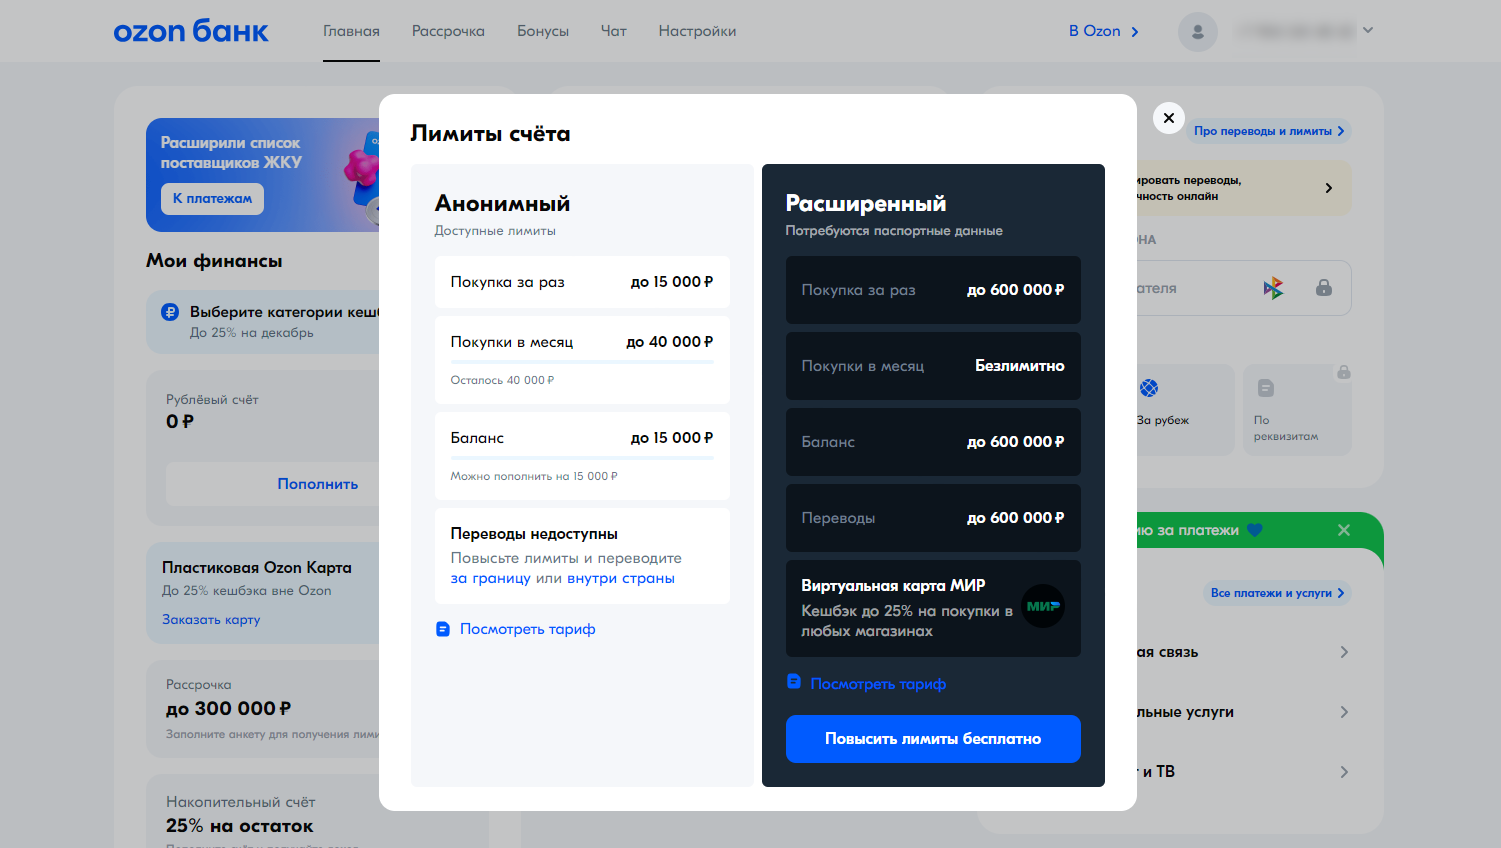 ozon банк
Главная
Рассрочка
Бонусы
Чат
Настройки
В Ozon
Расширили список
поставщиков ЖКУ
К платежам
Мои финансы
Выберите категории кешб
До 25% на декабрь
Рублёвый счёт
0 ₽
Пополнить
Пластиковая Ozon Карта
До 25% кешбэка вне Ozon
Заказать карту
Рассрочка
до 300 000 ₽
Заполните анкету для получения лими
Накопительный счёт
25% на остаток
Лимиты счёта
Анонимный
Доступные лимиты
Покупка за раз до 15 000 ₽
Покупки в месяц до 40 000 ₽
Осталось 40 000 ₽
Баланс до 15 000 ₽
Можно пополнить на 15 000 ₽
Переводы недоступны
Повысьте лимиты и переводите
за границу или внутри страны
Посмотреть тариф
Расширенный
Потребуются паспортные данные
Покупка за раз до 600 000 ₽
Покупки в месяц Безлимитно
Баланс до 600 000 ₽
Переводы до 600 000 ₽
Виртуальная карта МИР
Кешбэк до 25% на покупки в
любых магазинах
МИР
Посмотреть тариф
Повысить лимиты бесплатно
Про переводы и лимиты
ировать переводы,
чность онлайн
НА
ателя
За рубеж
По
реквизитам
ию за платежи
Все платежи и услуги
ая связь
льные услуги
т и ТВ